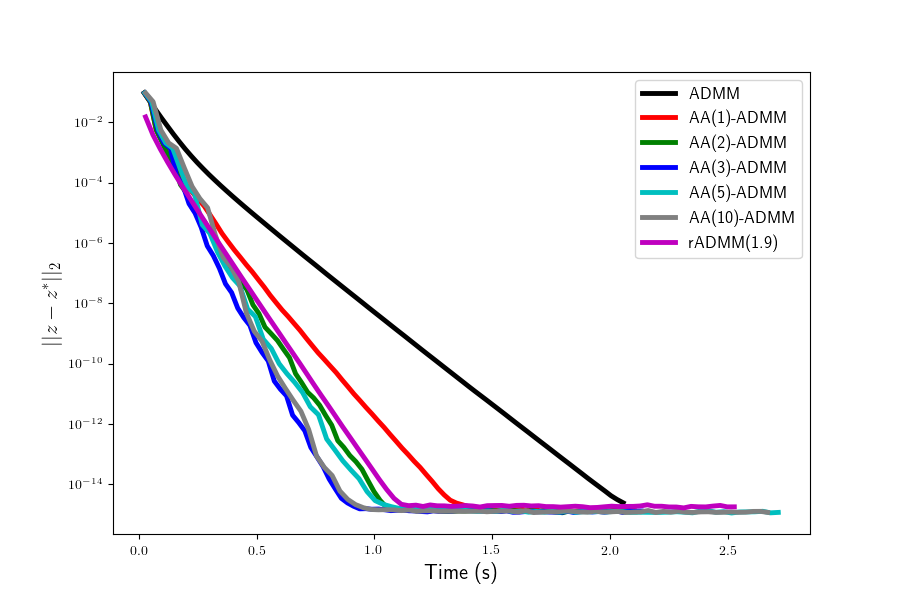 ADMM
AA(1)-ADMM
AA(2)-ADMM
AA(3)-ADMM
AA(5)-ADMM
AA(10)-ADMM
rADMM(1.9)
||z − z*||₂
10⁻²
10⁻⁴
10⁻⁶
10⁻⁸
10⁻¹⁰
10⁻¹²
10⁻¹⁴
0.0 0.5 1.0 1.5 2.0 2.5
Time (s)